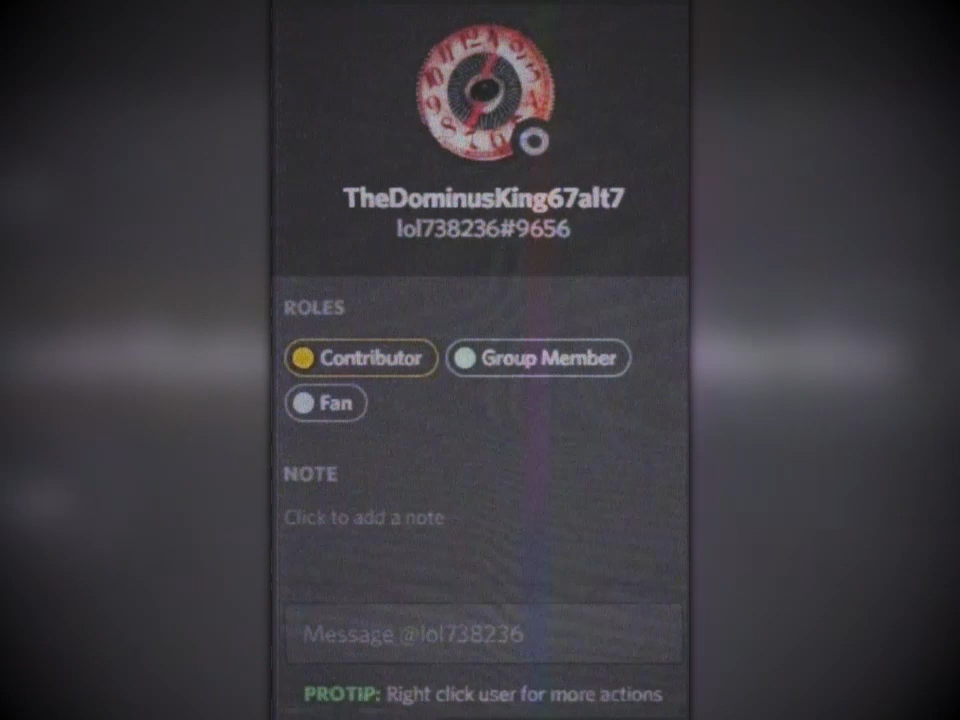 TheDominusKing67alt7
lol738236#9656
ROLES
Contributor Group Member
Fan
NOTE
Click to add a note
Message @lol738236
PROTIP: Right click user for more actions